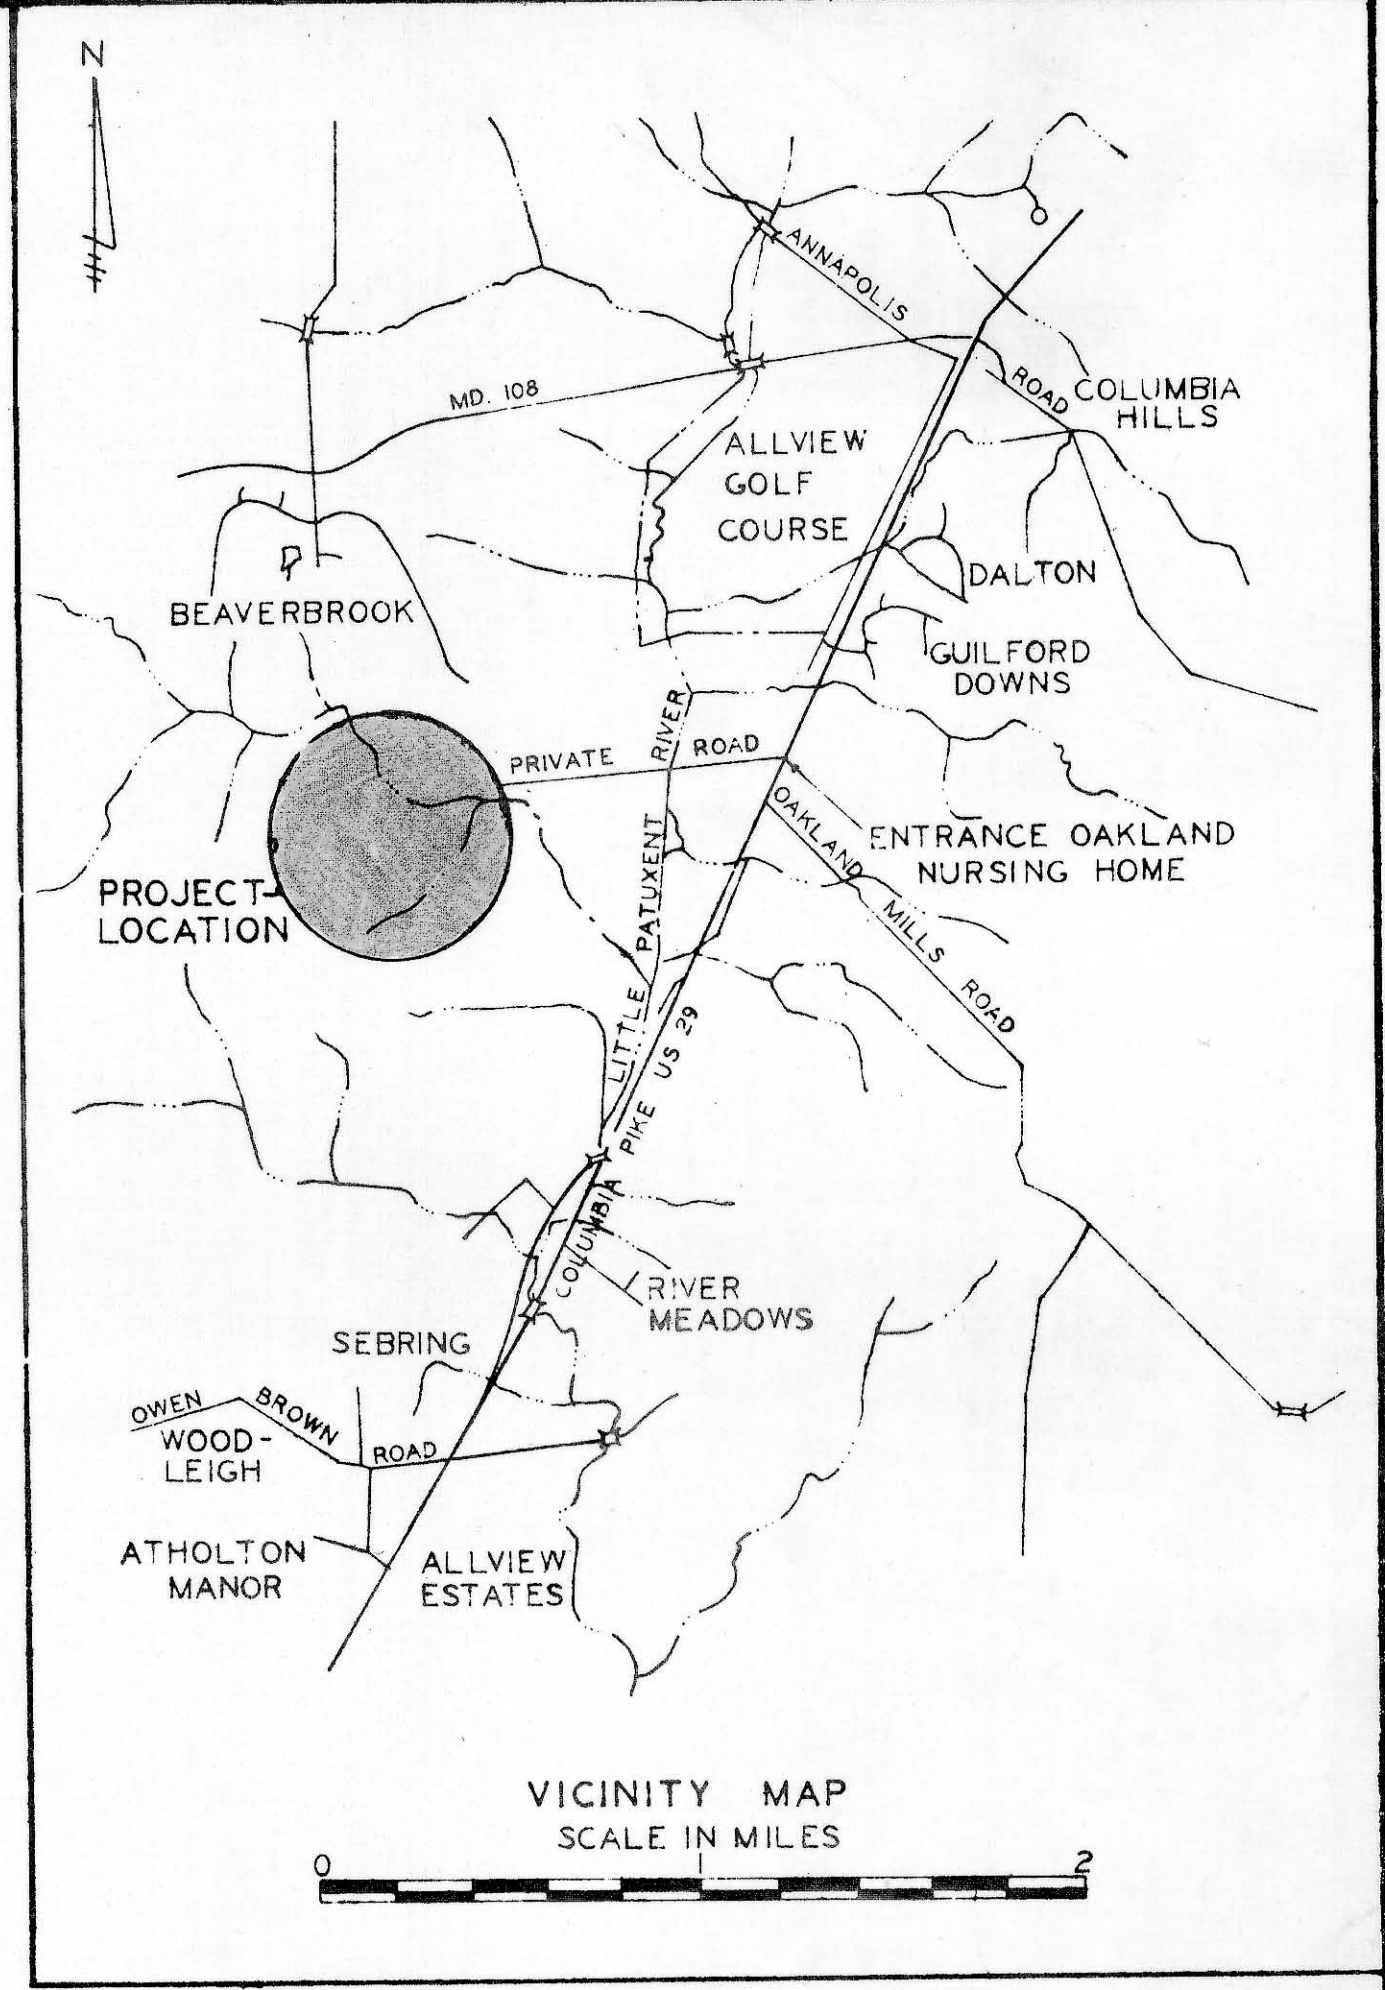 N
ANNAPOLIS
ROAD
COLUMBIA
HILLS
MD. 108
ALLVIEW
GOLF
COURSE
DALTON
BEAVERBROOK
GUILFORD
DOWNS
PRIVATE ROAD
LITTLE PATUXENT RIVER
OAKLAND MILLS ROAD
ENTRANCE OAKLAND
NURSING HOME
PROJECT
LOCATION
COLUMBIA PIKE US 29
RIVER
MEADOWS
SEBRING
OWEN BROWN ROAD
WOOD-
LEIGH
ATHOLTON
MANOR
ALLVIEW
ESTATES
VICINITY MAP
SCALE IN MILES
0 1 2